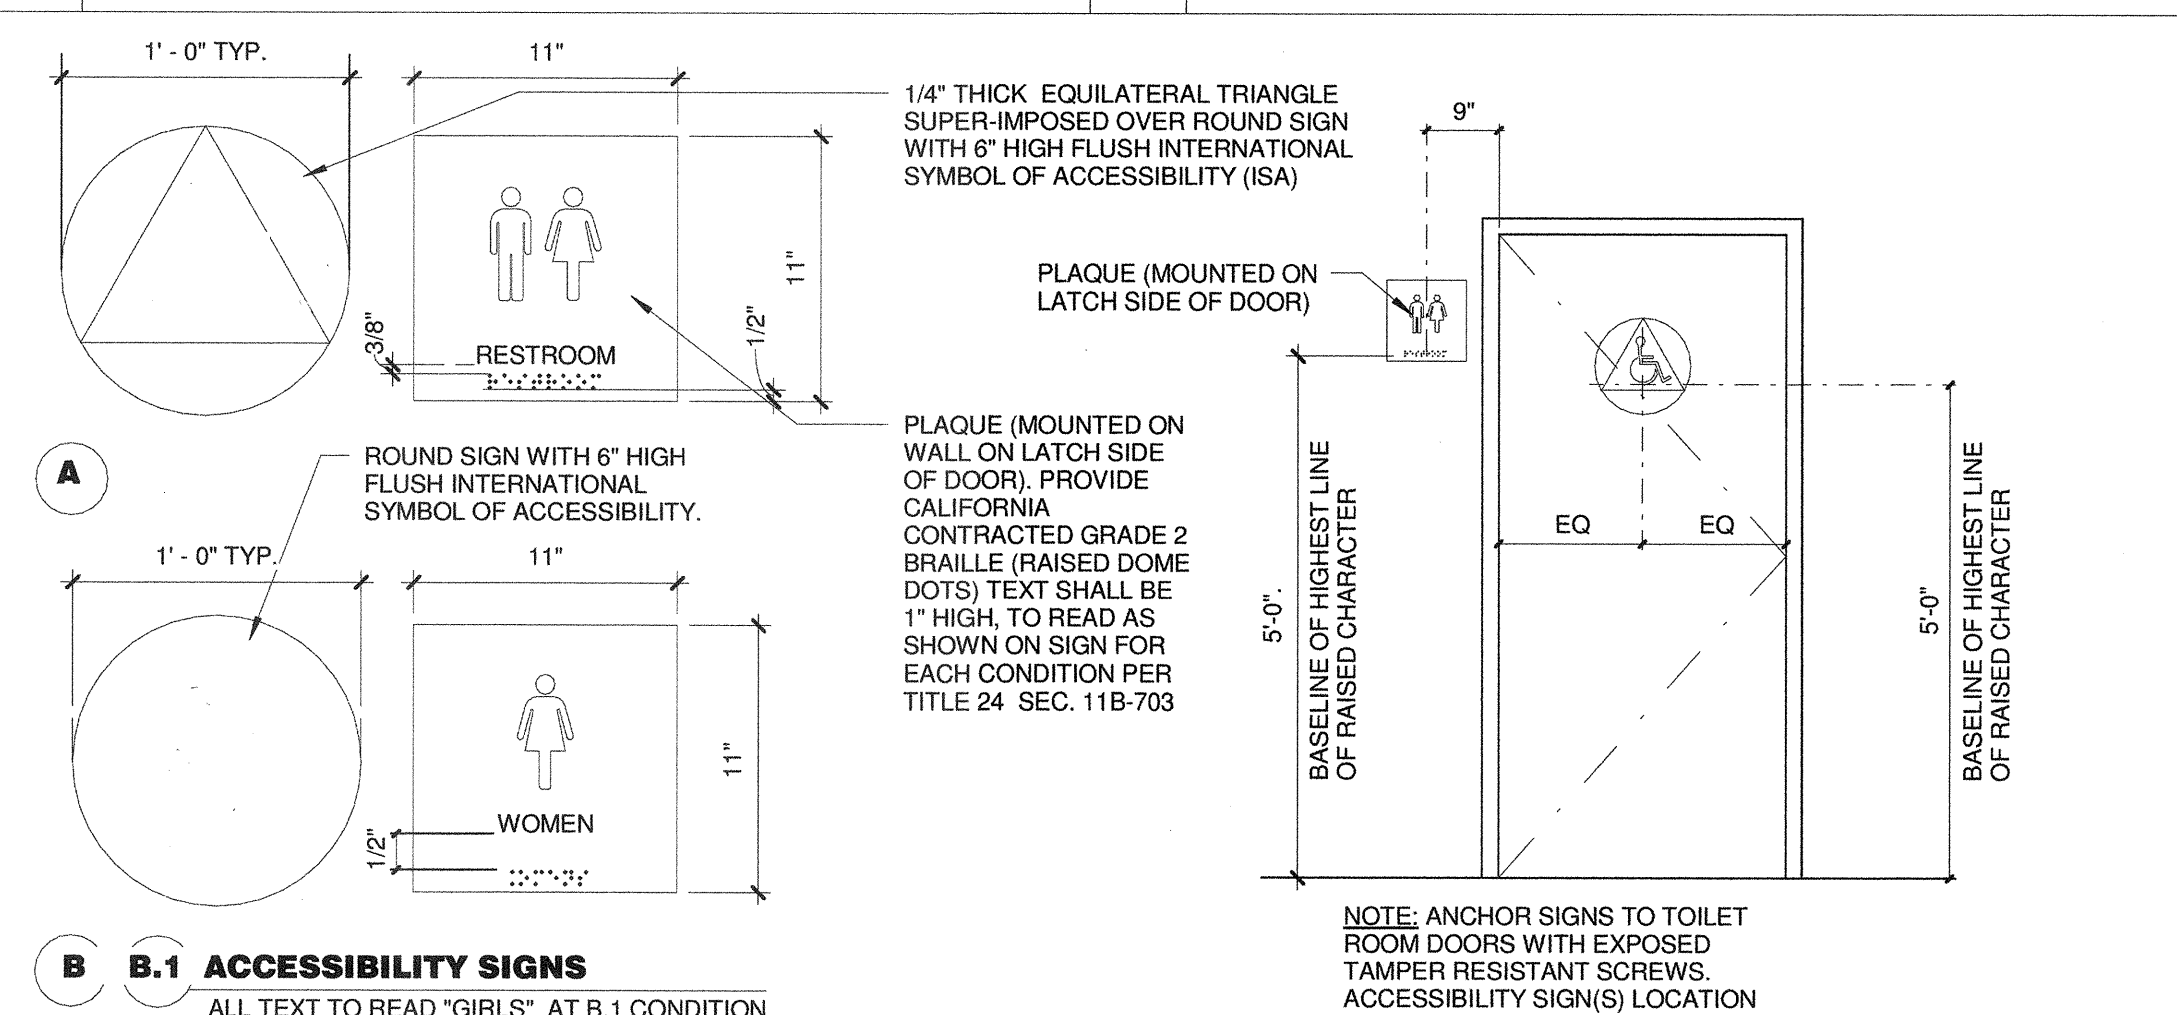 1' - 0" TYP.
11"
1/4" THICK EQUILATERAL TRIANGLE
SUPER-IMPOSED OVER ROUND SIGN
WITH 6" HIGH FLUSH INTERNATIONAL
SYMBOL OF ACCESSIBILITY (ISA)
9"
11"
PLAQUE (MOUNTED ON
LATCH SIDE OF DOOR)
3/8"
1/2"
RESTROOM
A
ROUND SIGN WITH 6" HIGH
FLUSH INTERNATIONAL
SYMBOL OF ACCESSIBILITY.
PLAQUE (MOUNTED ON
WALL ON LATCH SIDE
OF DOOR). PROVIDE
CALIFORNIA
CONTRACTED GRADE 2
BRAILLE (RAISED DOME
DOTS) TEXT SHALL BE
1" HIGH, TO READ AS
SHOWN ON SIGN FOR
EACH CONDITION PER
TITLE 24 SEC. 11B-703
5'-0".
BASELINE OF HIGHEST LINE
OF RAISED CHARACTER
EQ
EQ
5'-0"
BASELINE OF HIGHEST LINE
OF RAISED CHARACTER
1' - 0" TYP.
11"
11"
WOMEN
1/2"
B
B.1
ACCESSIBILITY SIGNS
ALL TEXT TO READ "GIRLS" AT B.1 CONDITION
NOTE: ANCHOR SIGNS TO TOILET
ROOM DOORS WITH EXPOSED
TAMPER RESISTANT SCREWS.
ACCESSIBILITY SIGN(S) LOCATION